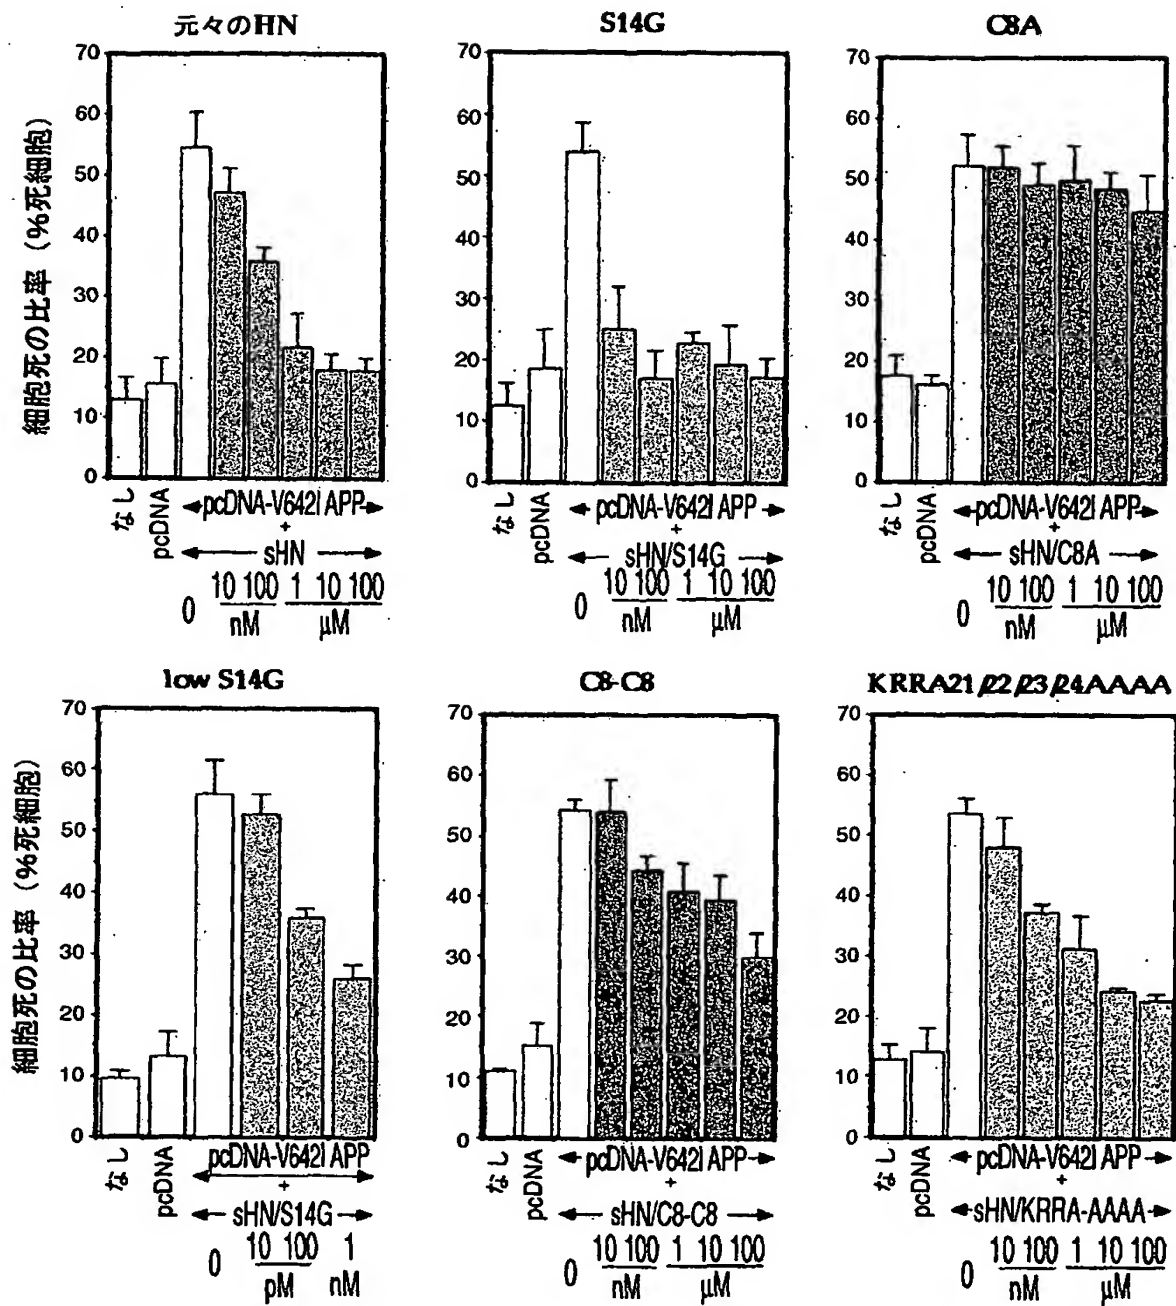 元々のHN
細胞死の比率 (%死細胞)
70
60
50
40
30
20
10
0
なし
pcDNA
pcDNA-V642I APP
+
sHN
0
10 100
nM
1 10 100
μM
S14G
70
60
50
40
30
20
10
0
なし
pcDNA
pcDNA-V642I APP
+
sHN/S14G
0
10 100
nM
1 10 100
μM
C8A
70
60
50
40
30
20
10
0
なし
pcDNA
pcDNA-V642I APP
+
sHN/C8A
0
10 100
nM
1 10 100
μM
low S14G
細胞死の比率 (%死細胞)
70
60
50
40
30
20
10
0
なし
pcDNA
pcDNA-V642I APP
+
sHN/S14G
0
10 100
pM
1
nM
C8-C8
70
60
50
40
30
20
10
0
なし
pcDNA
pcDNA-V642I APP
+
sHN/C8-C8
0
10 100
nM
1 10 100
μM
KRRA21/22/23/24AAAA
70
60
50
40
30
20
10
0
なし
pcDNA
pcDNA-V642I APP
+
sHN/KRRA-AAAA
0
10 100
nM
1 10 100
μM